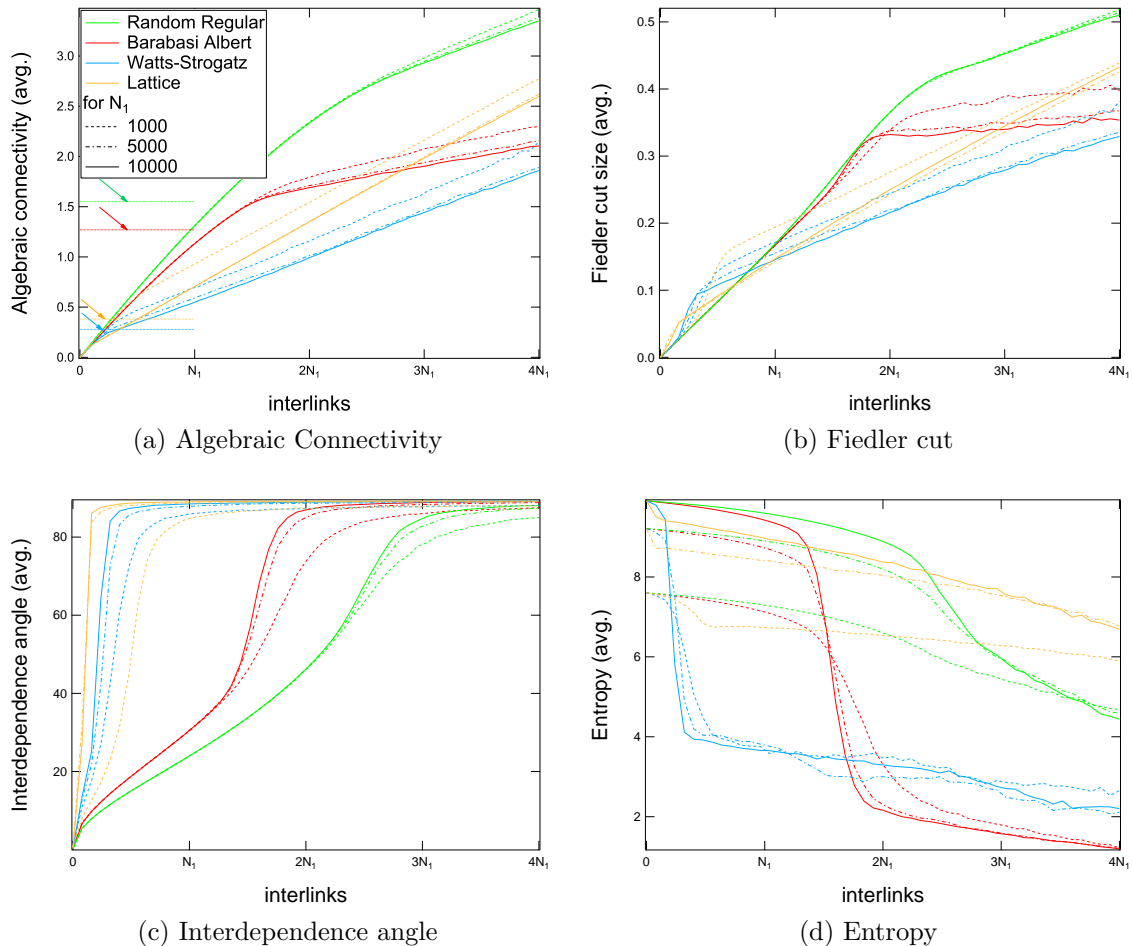 Random Regular
Barabasi Albert
Watts-Strogatz
Lattice
for N₁
1000
5000
10000
Algebraic connectivity (avg.)
3.0
2.5
2.0
1.5
1.0
0.5
0.0
0 N₁ 2N₁ 3N₁ 4N₁
interlinks
(a) Algebraic Connectivity
Fiedler cut size (avg.)
0.5
0.4
0.3
0.2
0.1
0.0
0 N₁ 2N₁ 3N₁ 4N₁
interlinks
(b) Fiedler cut
Interdependence angle (avg.)
80
60
40
20
0 N₁ 2N₁ 3N₁ 4N₁
interlinks
(c) Interdependence angle
Entropy (avg.)
8
6
4
2
0 N₁ 2N₁ 3N₁ 4N₁
interlinks
(d) Entropy